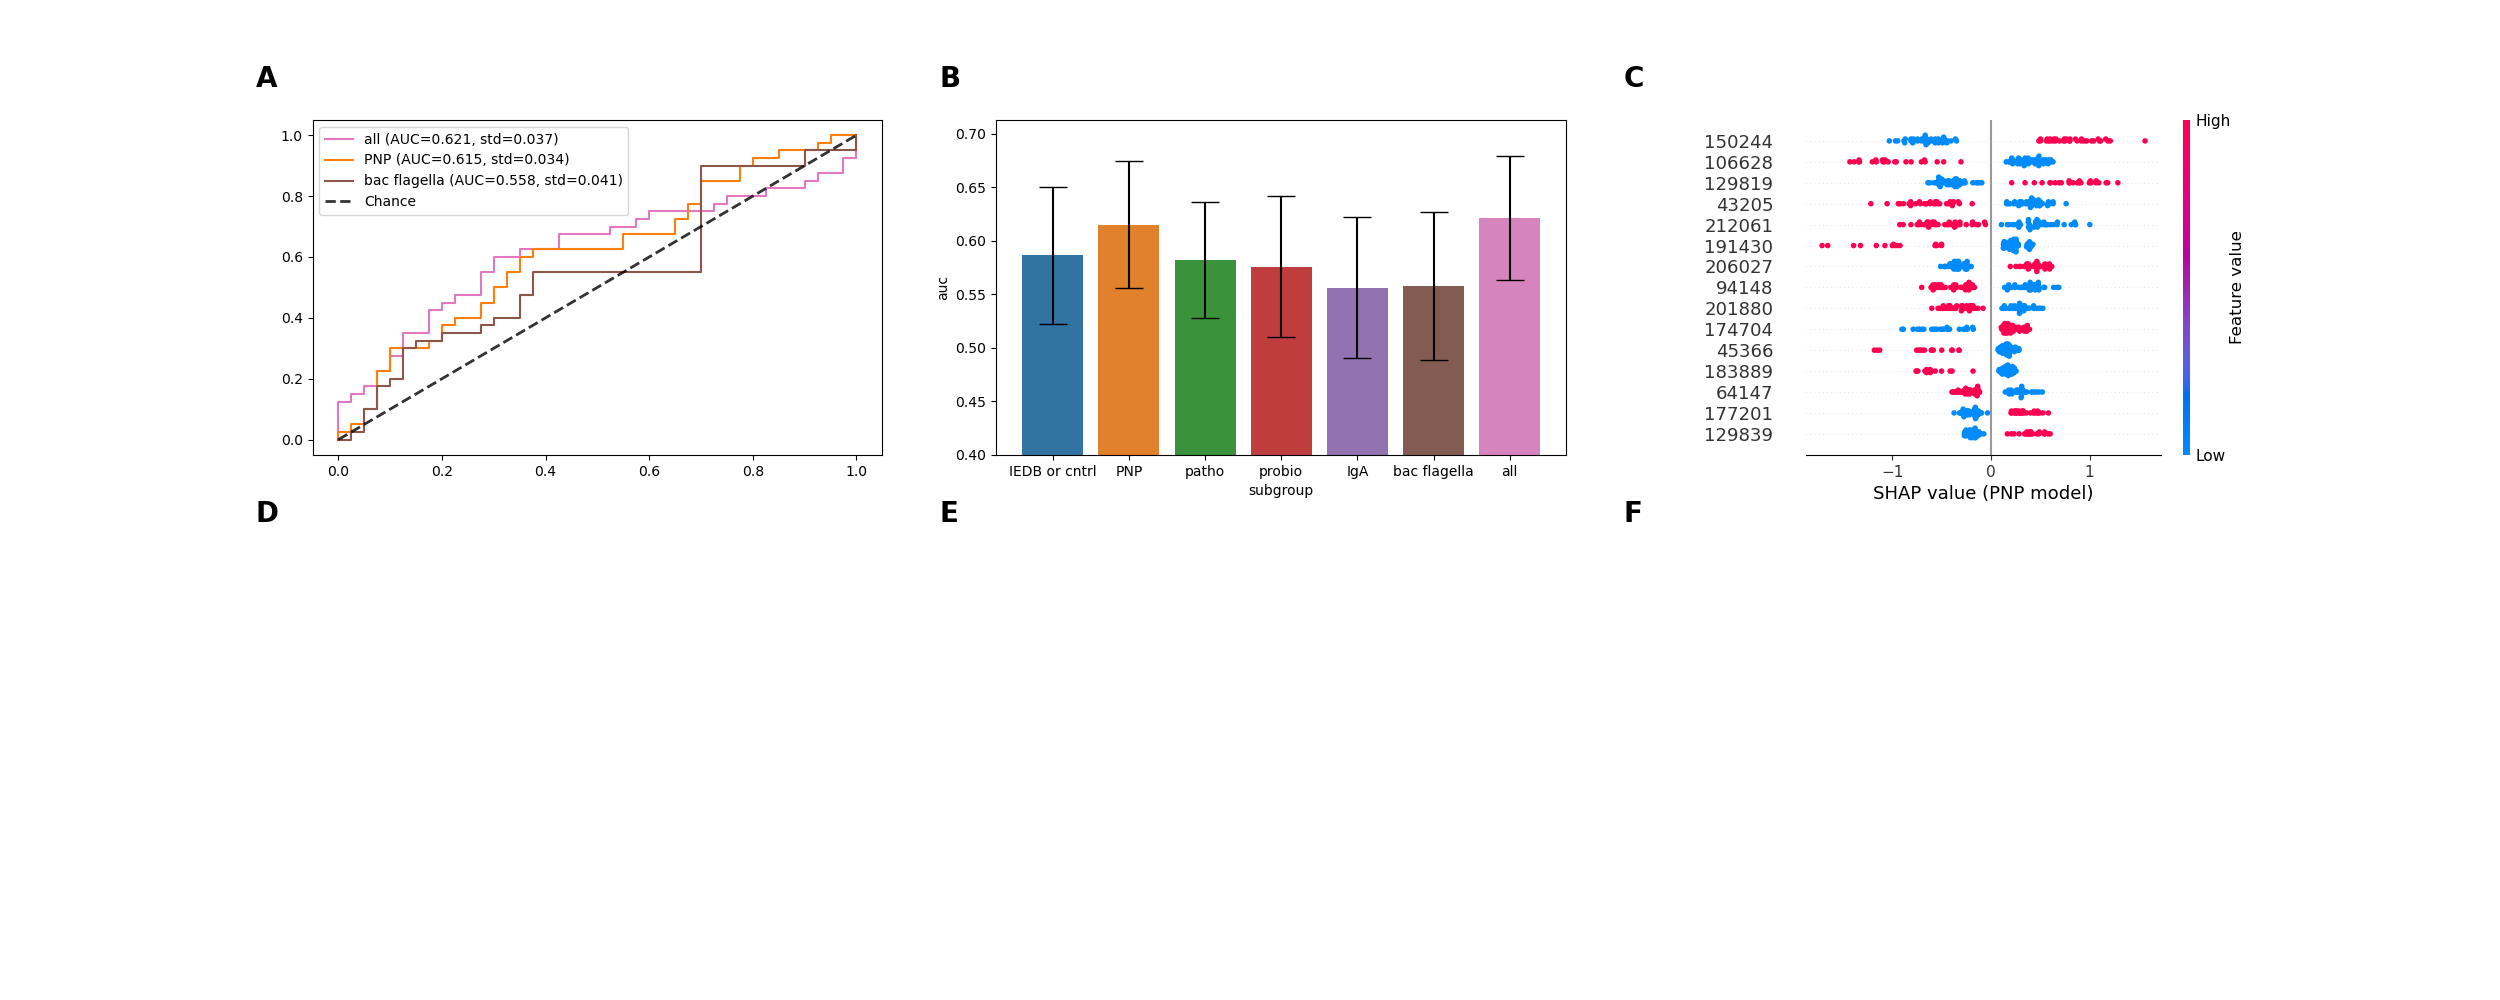 A
all (AUC=0.621, std=0.037)
PNP (AUC=0.615, std=0.034)
bac flagella (AUC=0.558, std=0.041)
Chance
1.0
0.8
0.6
0.4
0.2
0.0
0.0 0.2 0.4 0.6 0.8 1.0
B
auc
0.70
0.65
0.60
0.55
0.50
0.45
0.40
IEDB or cntrl PNP patho probio IgA bac flagella all
subgroup
C
150244
106628
129819
43205
212061
191430
206027
94148
201880
174704
45366
183889
64147
177201
129839
−1 0 1
SHAP value (PNP model)
High
Feature value
Low
D
E
F